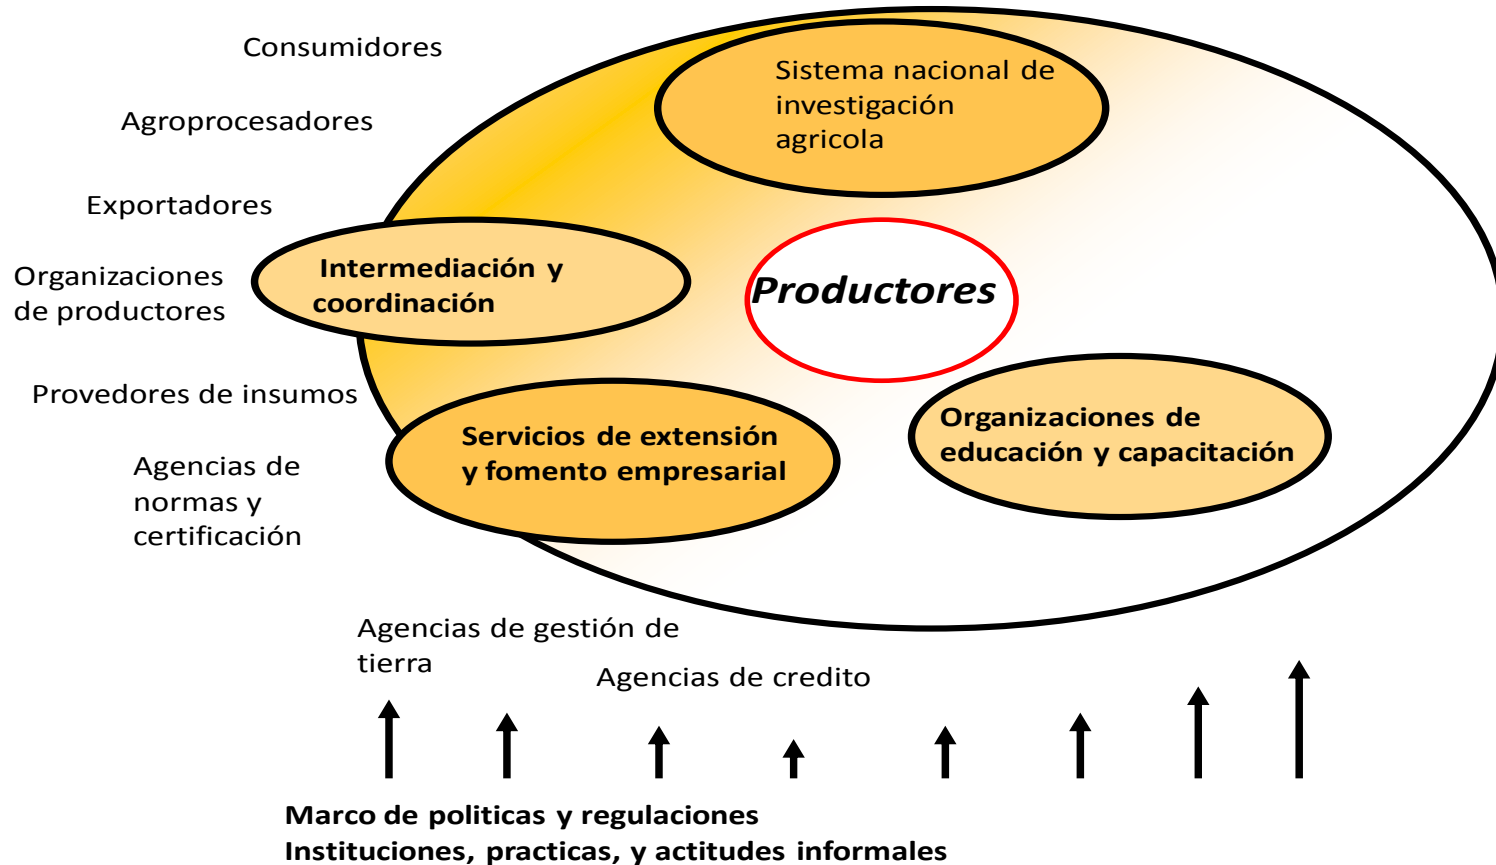 Consumidores
Sistema nacional de
investigación
agricola
Agroprocesadores
Exportadores
Organizaciones
de productores
Intermediación y
coordinación
Productores
Provedores de insumos
Servicios de extensión
y fomento empresarial
Organizaciones de
educación y capacitación
Agencias de
normas y
certificación
Agencias de gestión de
tierra
Agencias de credito
Marco de politicas y regulaciones
Instituciones, practicas, y actitudes informales